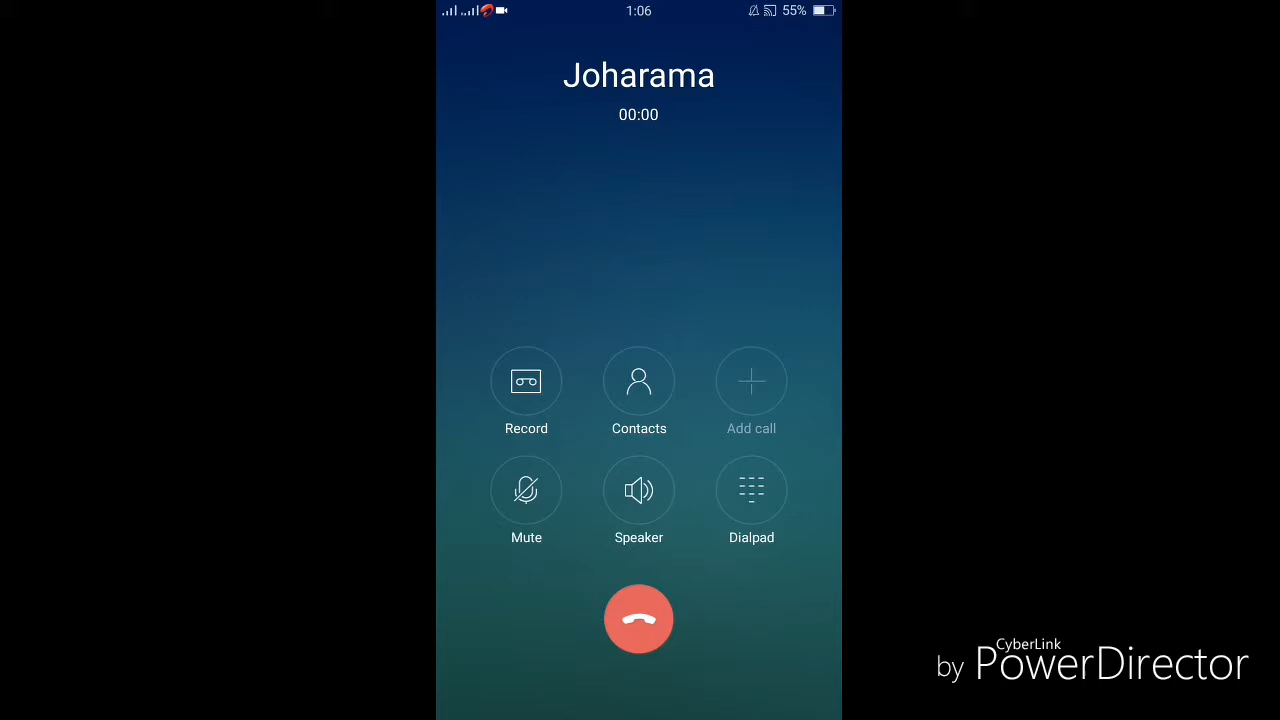 1:06
55%
Joharama
00:00
Record
Contacts
Add call
Mute
Speaker
Dialpad
CyberLink
by PowerDirector